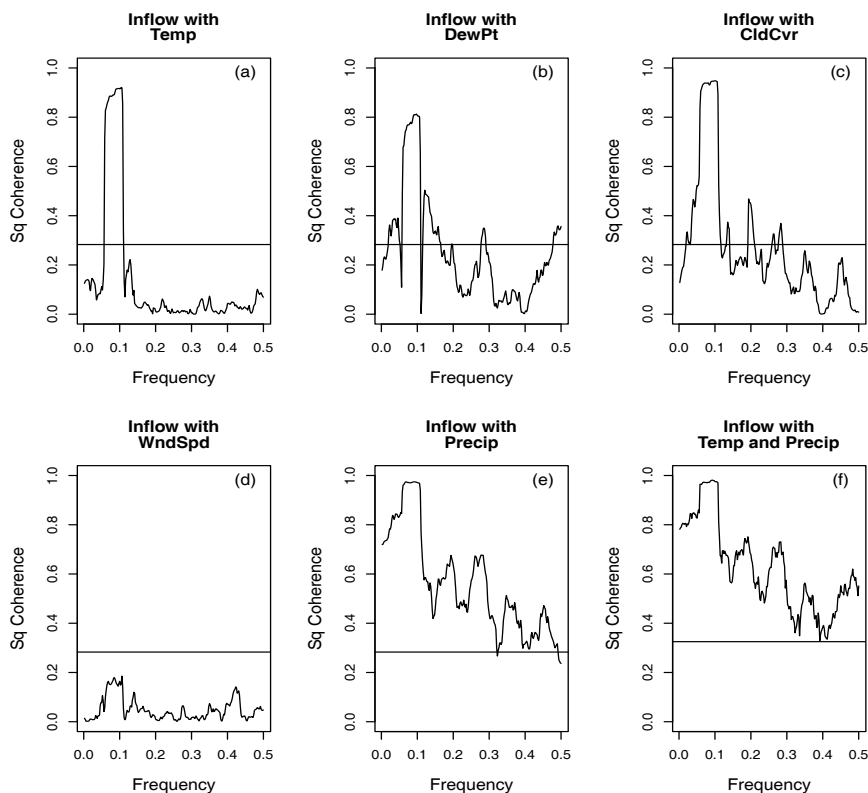 Inflow with
Temp
(a)
Sq Coherence
1.0
0.8
0.6
0.4
0.2
0.0
0.0 0.1 0.2 0.3 0.4 0.5
Frequency
Inflow with
DewPt
(b)
Sq Coherence
1.0
0.8
0.6
0.4
0.2
0.0
0.0 0.1 0.2 0.3 0.4 0.5
Frequency
Inflow with
CldCvr
(c)
Sq Coherence
1.0
0.8
0.6
0.4
0.2
0.0
0.0 0.1 0.2 0.3 0.4 0.5
Frequency
Inflow with
WndSpd
(d)
Sq Coherence
1.0
0.8
0.6
0.4
0.2
0.0
0.0 0.1 0.2 0.3 0.4 0.5
Frequency
Inflow with
Precip
(e)
Sq Coherence
1.0
0.8
0.6
0.4
0.2
0.0
0.0 0.1 0.2 0.3 0.4 0.5
Frequency
Inflow with
Temp and Precip
(f)
Sq Coherence
1.0
0.8
0.6
0.4
0.2
0.0
0.0 0.1 0.2 0.3 0.4 0.5
Frequency